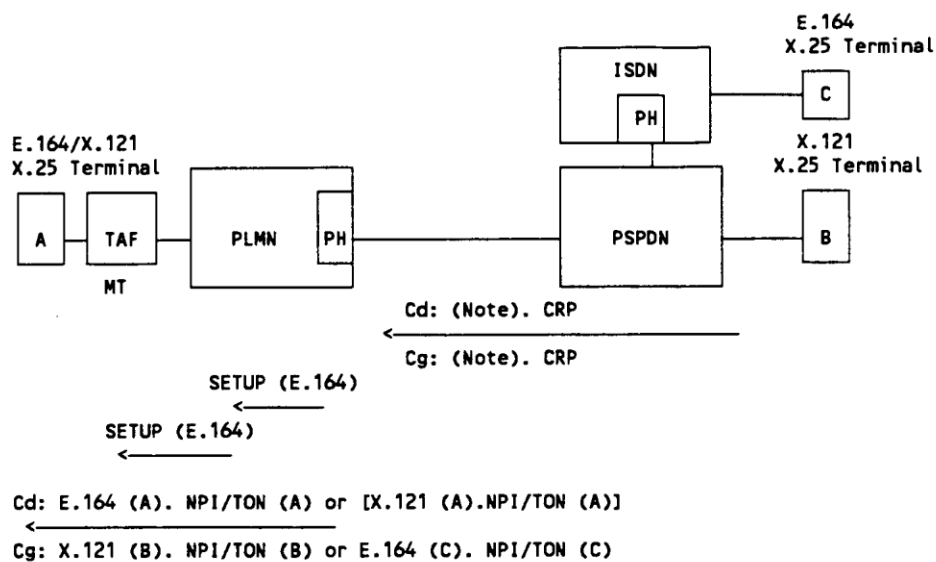 E.164
X.25 Terminal
ISDN
C
PH
E.164/X.121
X.25 Terminal
X.121
X.25 Terminal
A
TAF
PLMN
PH
PSPDN
B
MT
Cd: (Note). CRP
Cg: (Note). CRP
SETUP (E.164)
SETUP (E.164)
Cd: E.164 (A). NPI/TON (A) or [X.121 (A).NPI/TON (A)]
Cg: X.121 (B). NPI/TON (B) or E.164 (C). NPI/TON (C)